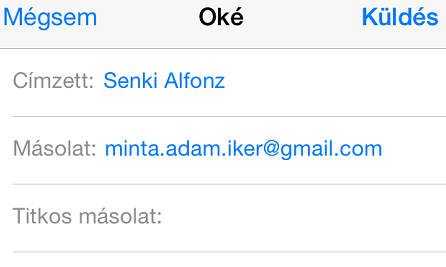 Mégsem Oké Küldés
Címzett: Senki Alfonz
Másolat: minta.adam.iker@gmail.com
Titkos másolat: